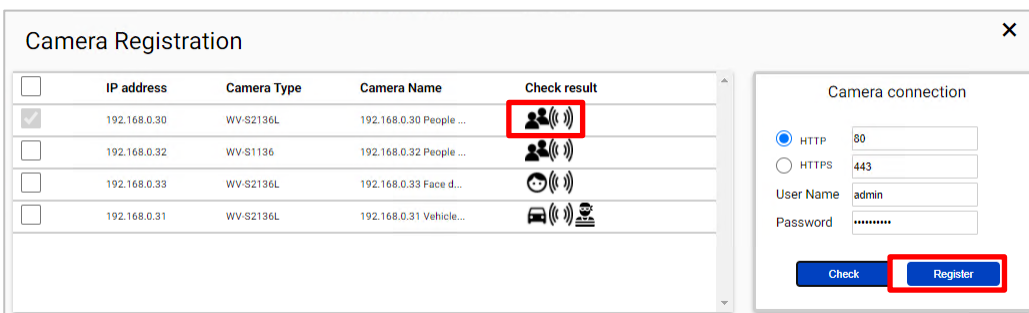 Camera Registration
×
IP address Camera Type Camera Name Check result
192.168.0.30 WV-S2136L 192.168.0.30 People ...
192.168.0.32 WV-S1136 192.168.0.32 People ...
192.168.0.33 WV-S2136L 192.168.0.33 Face d...
192.168.0.31 WV-S2136L 192.168.0.31 Vehicle...
Camera connection
HTTP 80
HTTPS 443
User Name admin
Password ••••••••••
Check Register